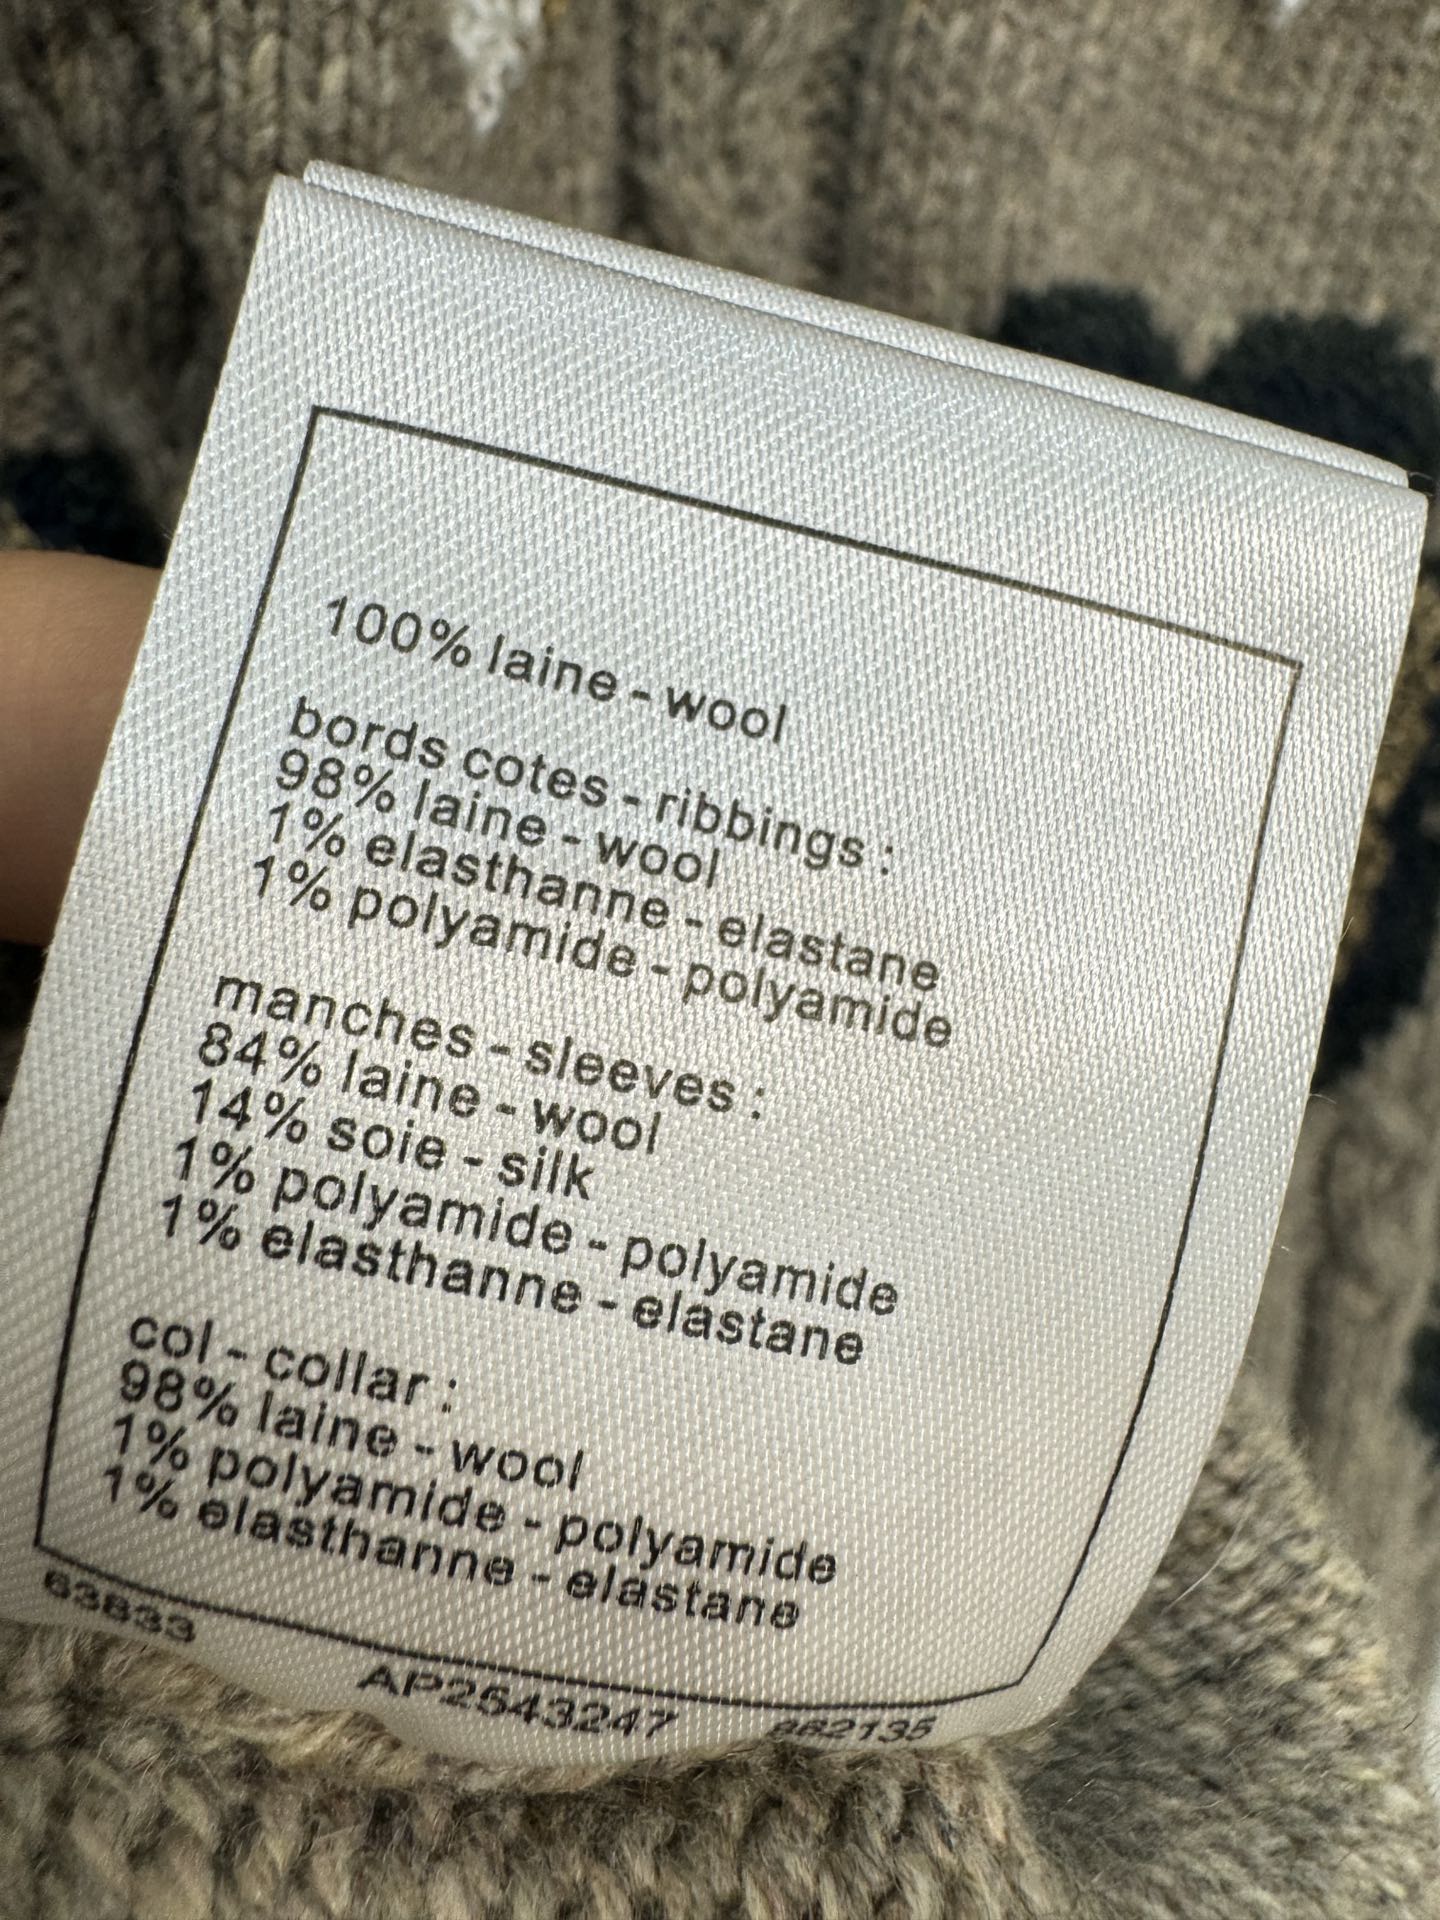 100% laine - wool
bords cotes - ribbings :
98% laine - wool
1% elasthanne - elastane
1% polyamide - polyamide
manches - sleeves :
84% laine - wool
14% soie - silk
1% polyamide - polyamide
1% elasthanne - elastane
col - collar :
98% laine - wool
1% polyamide - polyamide
1% elasthanne - elastane
63833 AP2543247 862135